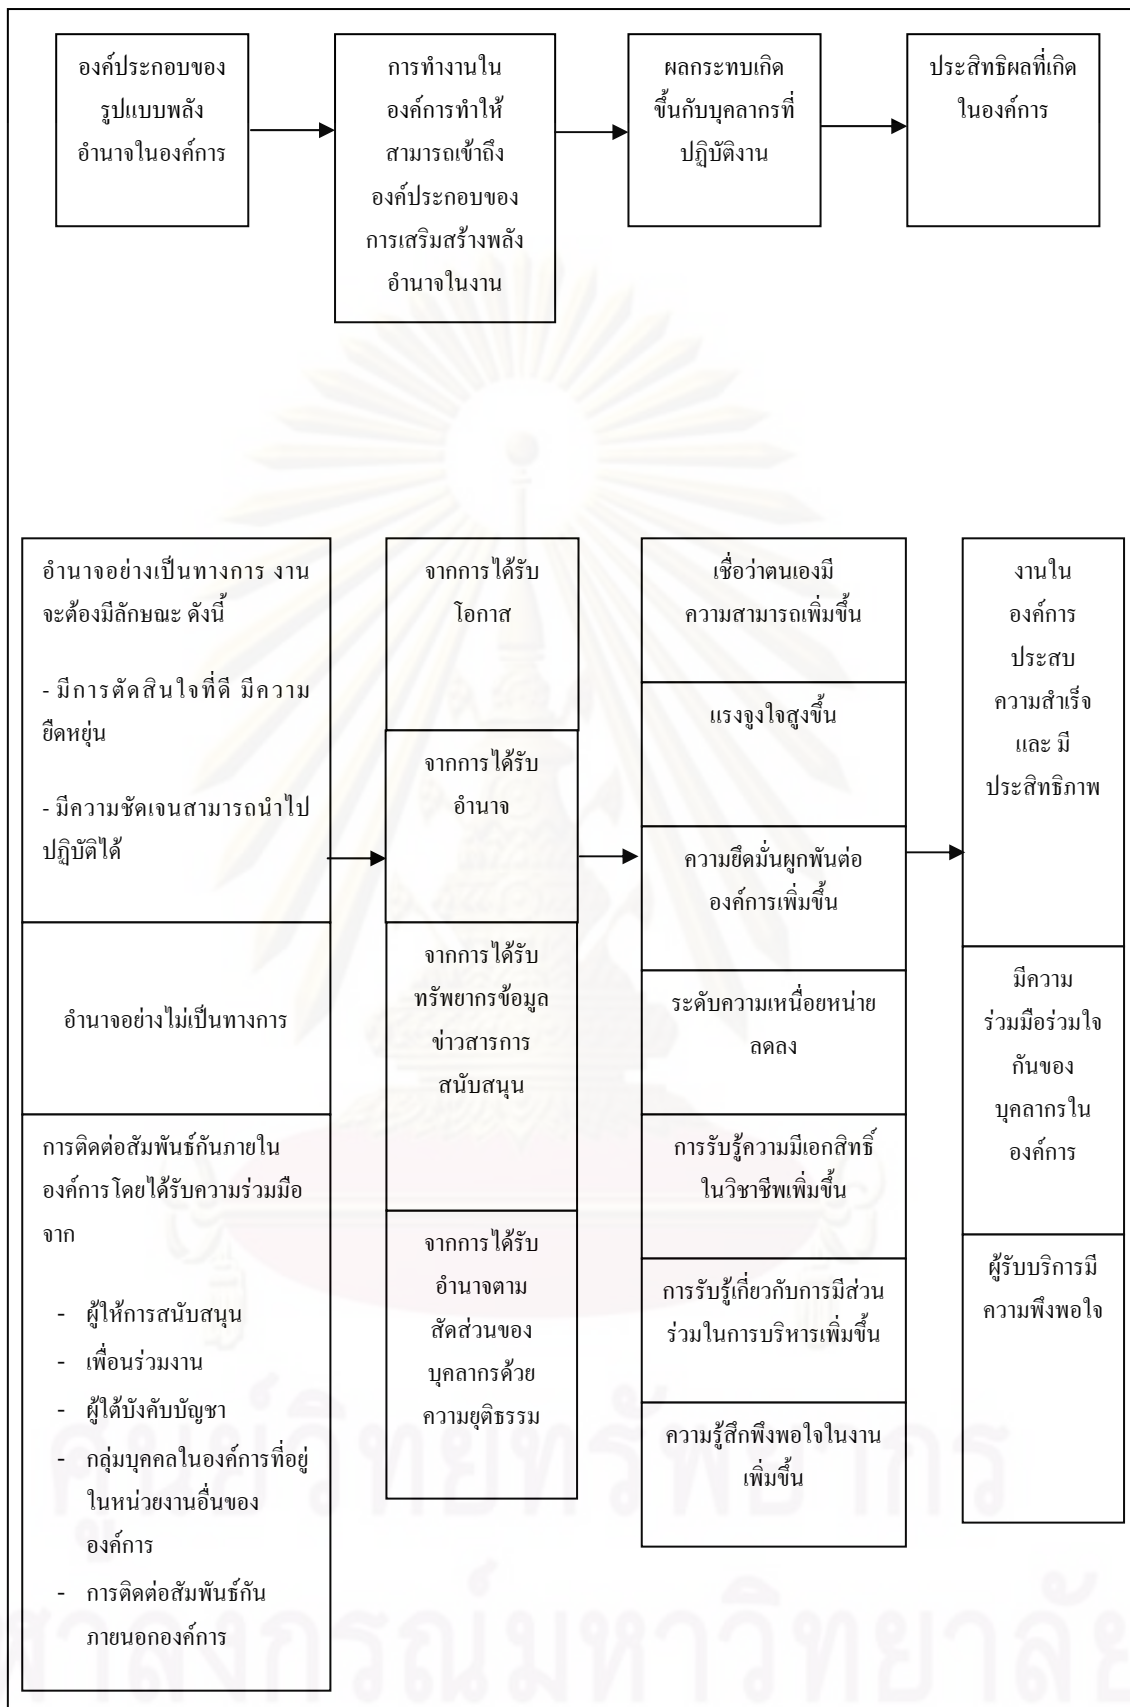 องค์ประกอบของ
รูปแบบพลัง
อำนาจในองค์การ
การทำงานใน
องค์การทำให้
สามารถเข้าถึง
องค์ประกอบของ
การเสริมสร้างพลัง
อำนาจในงาน
ผลกระทบเกิด
ขึ้นกับบุคลากรที่
ปฏิบัติงาน
ประสิทธิผลที่เกิด
ในองค์การ
อำนาจอย่างเป็นทางการ งาน
จะต้องมีลักษณะ ดังนี้
- มีการตัดสินใจที่ดี มีความ
ยืดหยุ่น
- มีความชัดเจนสามารถนำไป
ปฏิบัติได้
อำนาจอย่างไม่เป็นทางการ
การติดต่อสัมพันธ์กันภายใน
องค์การโดยได้รับความร่วมมือ
จาก
- ผู้ให้การสนับสนุน
- เพื่อนร่วมงาน
- ผู้ใต้บังคับบัญชา
- กลุ่มบุคคลในองค์การที่อยู่
ในหน่วยงานอื่นของ
องค์การ
- การติดต่อสัมพันธ์กัน
ภายนอกองค์การ
จากการได้รับ
โอกาส
จากการได้รับ
อำนาจ
จากการได้รับ
ทรัพยากรข้อมูล
ข่าวสารการ
สนับสนุน
จากการได้รับ
อำนาจตาม
สัดส่วนของ
บุคลากรด้วย
ความยุติธรรม
เชื่อว่าตนเองมี
ความสามารถเพิ่มขึ้น
แรงจูงใจสูงขึ้น
ความยึดมั่นผูกพันต่อ
องค์การเพิ่มขึ้น
ระดับความเหนื่อยหน่าย
ลดลง
การรับรู้ความมีเอกสิทธิ์
ในวิชาชีพเพิ่มขึ้น
การรับรู้เกี่ยวกับการมีส่วน
ร่วมในการบริหารเพิ่มขึ้น
ความรู้สึกพึงพอใจในงาน
เพิ่มขึ้น
งานใน
องค์การ
ประสบ
ความสำเร็จ
และ มี
ประสิทธิภาพ
มีความ
ร่วมมือร่วมใจ
กันของ
บุคลากรใน
องค์การ
ผู้รับบริการมี
ความพึงพอใจ
ศูนย์วิทยทรัพยากร
จุฬาลงกรณ์มหาวิทยาลัย